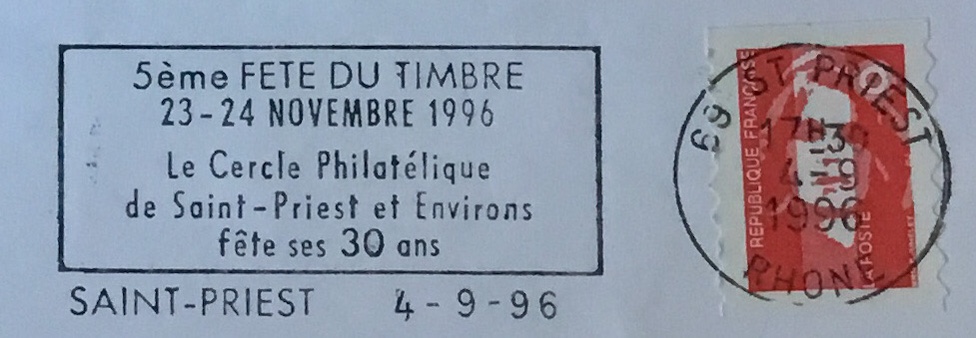 5ème FETE DU TIMBRE
23-24 NOVEMBRE 1996
Le Cercle Philatélique
de Saint-Priest et Environs
fête ses 30 ans
SAINT-PRIEST 4-9-96
69 ST PRIEST
4-9
1996
RHONE
REPUBLIQUE FRANÇAISE
LA POSTE